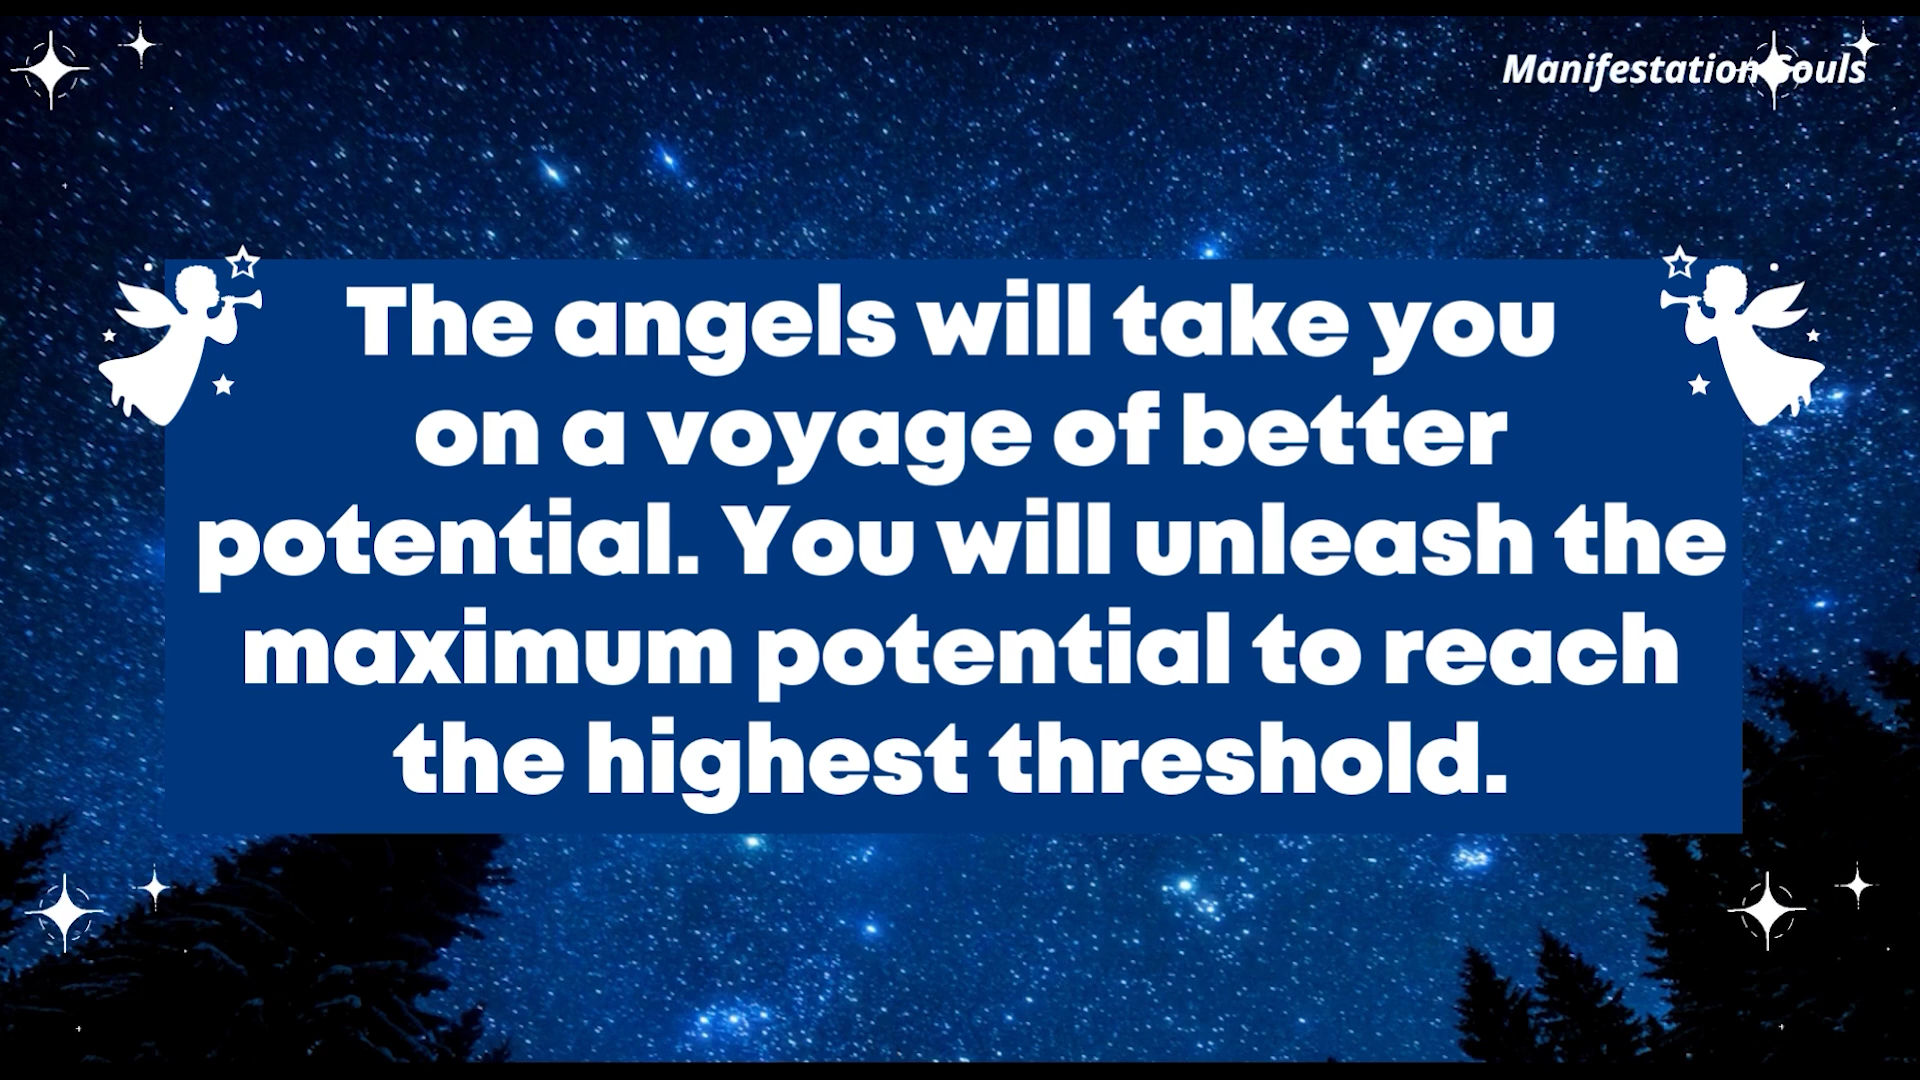 Manifestation Souls
The angels will take you
on a voyage of better
potential. You will unleash the
maximum potential to reach
the highest threshold.